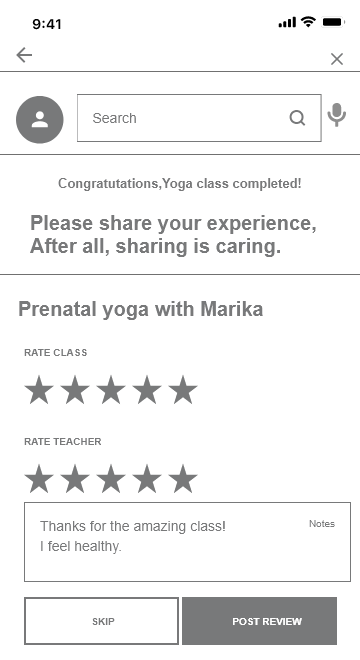 9:41
Search
Congratutations,Yoga class completed!
Please share your experience,
After all, sharing is caring.
Prenatal yoga with Marika
RATE CLASS
RATE TEACHER
Thanks for the amazing class!
Notes
I feel healthy.
SKIP
POST REVIEW